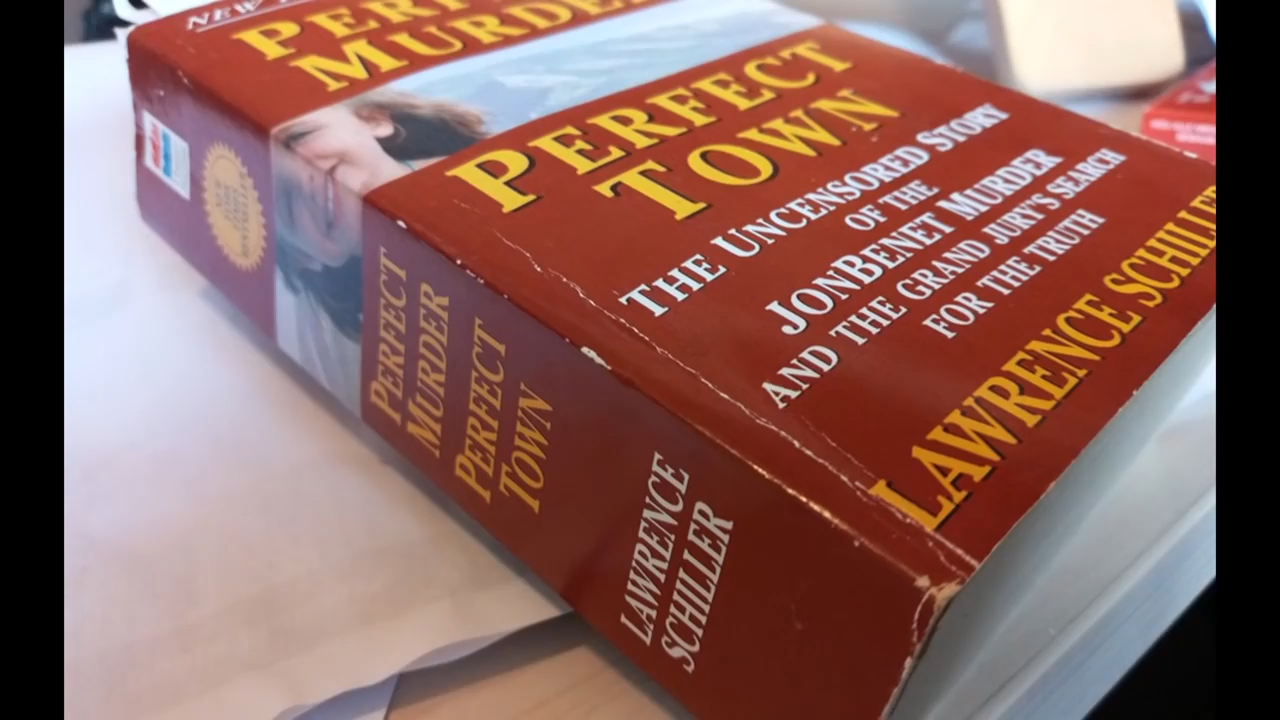 NEW
PERF
MURDER
PERFECT
TOWN
THE UNCENSORED STORY
OF THE
JONBENET MURDER
AND THE GRAND JURY'S SEARCH
FOR THE TRUTH
LAWRENCE SCHILLER
PERFECT
MURDER
PERFECT
TOWN
LAWRENCE
SCHILLER